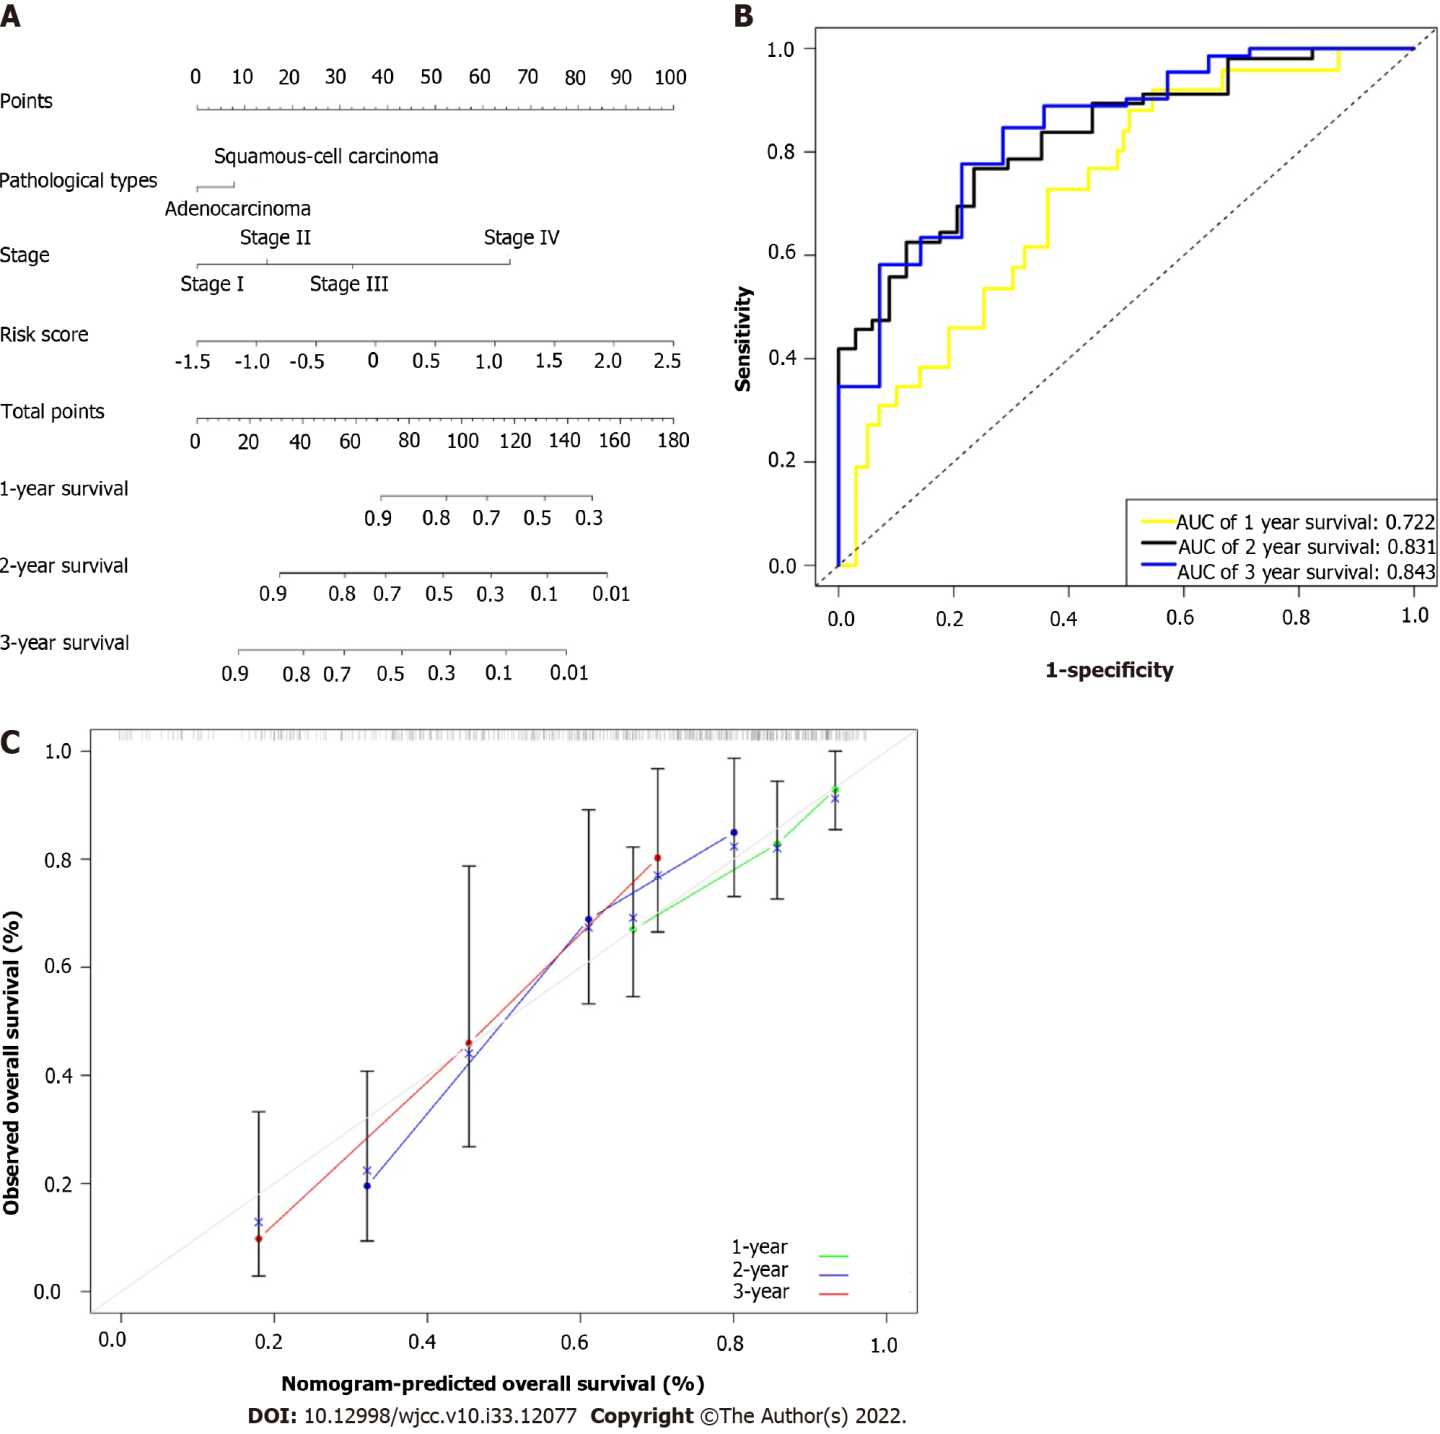 A
0 10 20 30 40 50 60 70 80 90 100
Points
Squamous-cell carcinoma
Pathological types
Adenocarcinoma
Stage II Stage IV
Stage
Stage I Stage III
Risk score
-1.5 -1.0 -0.5 0 0.5 1.0 1.5 2.0 2.5
Total points
0 20 40 60 80 100 120 140 160 180
1-year survival
0.9 0.8 0.7 0.5 0.3
2-year survival
0.9 0.8 0.7 0.5 0.3 0.1 0.01
3-year survival
0.9 0.8 0.7 0.5 0.3 0.1 0.01
B
1.0
0.8
0.6
0.4
0.2
0.0
Sensitivity
AUC of 1 year survival: 0.722
AUC of 2 year survival: 0.831
AUC of 3 year survival: 0.843
0.0 0.2 0.4 0.6 0.8 1.0
1-specificity
C
1.0
0.8
0.6
0.4
0.2
0.0
Observed overall survival (%)
1-year
2-year
3-year
0.0 0.2 0.4 0.6 0.8 1.0
Nomogram-predicted overall survival (%)
DOI: 10.12998/wjcc.v10.i33.12077 Copyright ©The Author(s) 2022.